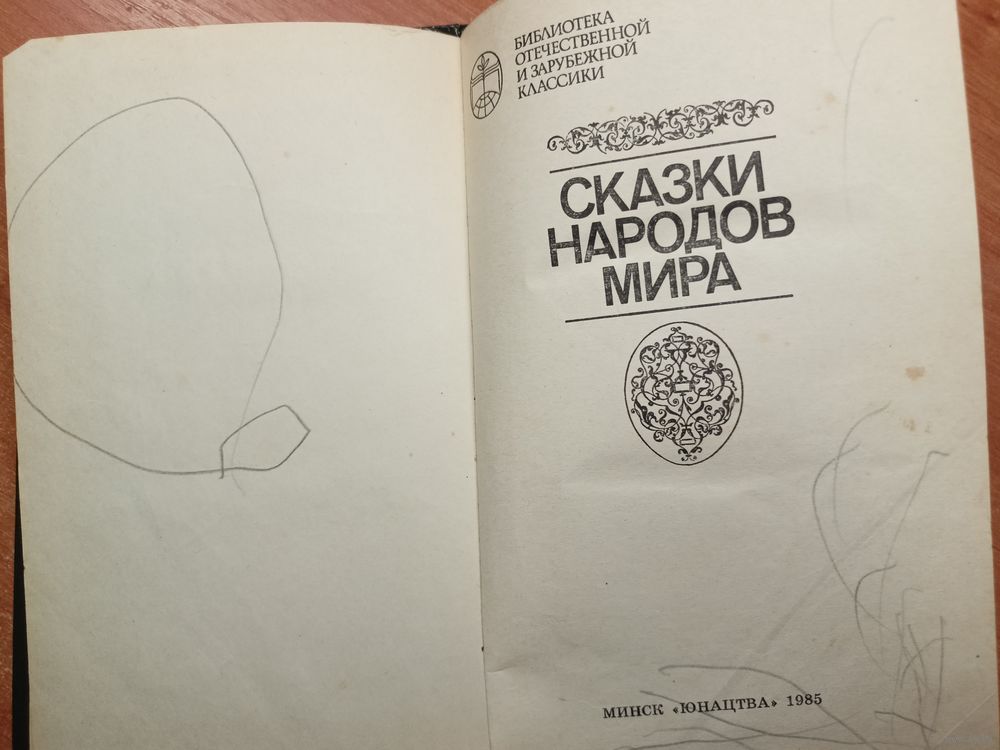 БИБЛИОТЕКА
ОТЕЧЕСТВЕННОЙ
И ЗАРУБЕЖНОЙ
КЛАССИКИ
СКАЗКИ
НАРОДОВ
МИРА
МИНСК «ЮНАЦТВА» 1985